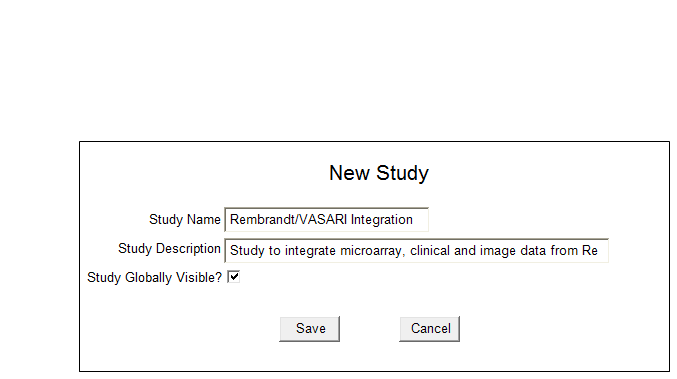 New Study
Study Name Rembrandt/VASARI Integration
Study Description Study to integrate microarray, clinical and image data from Re
Study Globally Visible?
Save Cancel